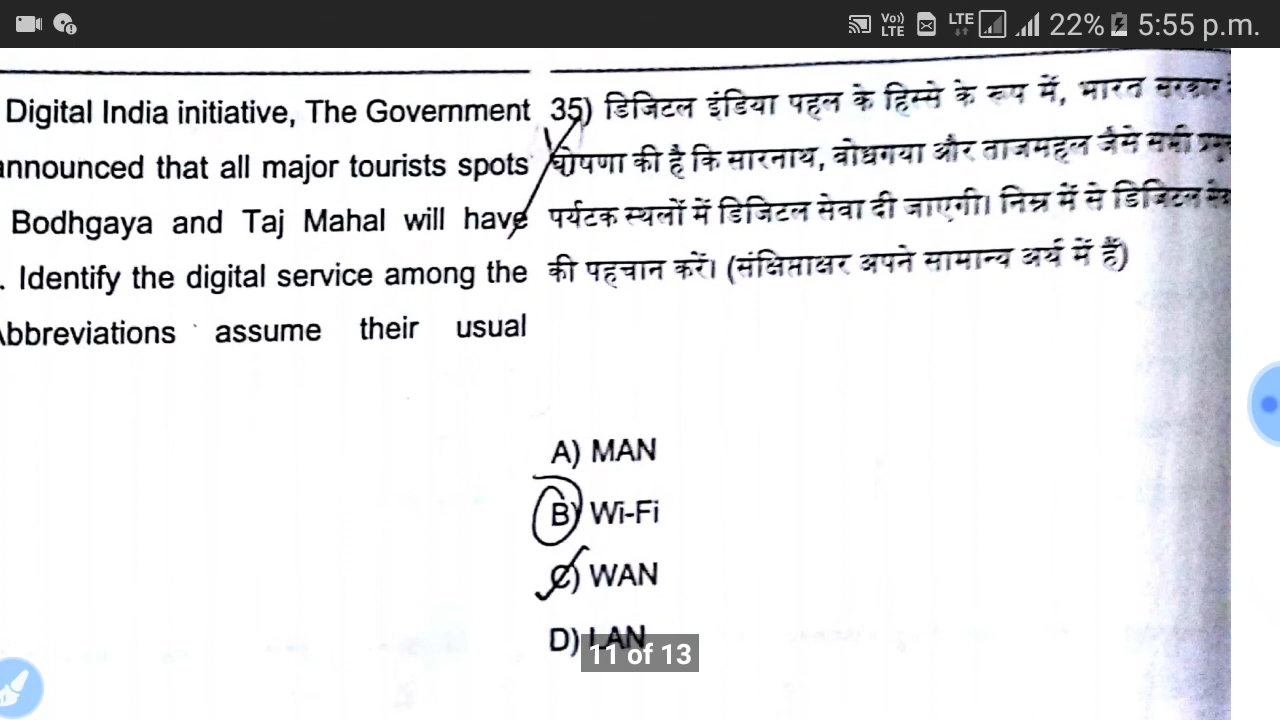 Vo))
LTE
LTE
22%
5:55 p.m.
Digital India initiative, The Government
announced that all major tourists spots
Bodhgaya and Taj Mahal will have
. Identify the digital service among the
Abbreviations assume their usual
35) डिजिटल इंडिया पहल के हिस्से के रूप में, भारत सरकार
घोषणा की है कि सारनाथ, बोधगया और ताजमहल जैसे सभी
पर्यटक स्थलों में डिजिटल सेवा दी जाएगी। निम्न में से डिजिटल
की पहचान करें। (संक्षिप्ताक्षर अपने सामान्य अर्थ में हैं)
A) MAN
B) Wi-Fi
C) WAN
D) LAN
11 of 13